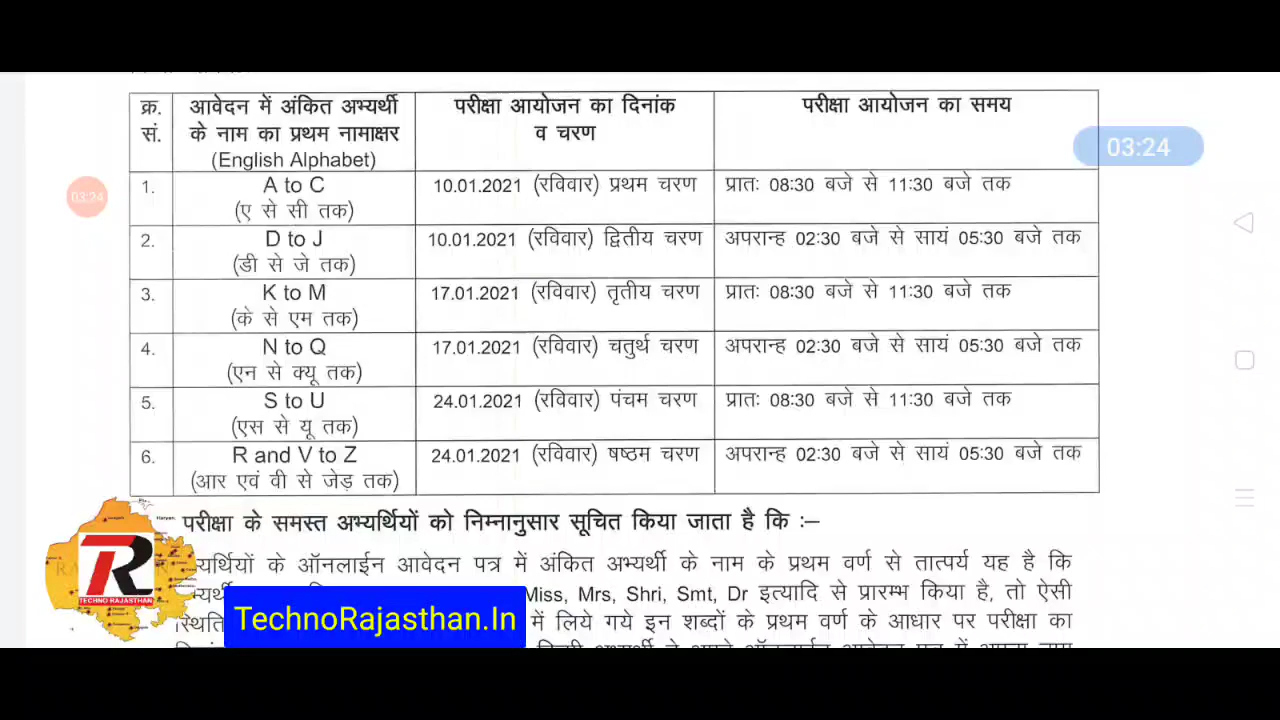 क्र. आवेदन में अंकित अभ्यर्थी परीक्षा आयोजन का दिनांक परीक्षा आयोजन का समय
सं. के नाम का प्रथम नामाक्षर व चरण
(English Alphabet)
03:24
03:24
1. A to C 10.01.2021 (रविवार) प्रथम चरण प्रातः 08:30 बजे से 11:30 बजे तक
(ए से सी तक)
2. D to J 10.01.2021 (रविवार) द्वितीय चरण अपरान्ह 02:30 बजे से सायं 05:30 बजे तक
(डी से जे तक)
3. K to M 17.01.2021 (रविवार) तृतीय चरण प्रातः 08:30 बजे से 11:30 बजे तक
(के से एम तक)
4. N to Q 17.01.2021 (रविवार) चतुर्थ चरण अपरान्ह 02:30 बजे से सायं 05:30 बजे तक
(एन से क्यू तक)
5. S to U 24.01.2021 (रविवार) पंचम चरण प्रातः 08:30 बजे से 11:30 बजे तक
(एस से यू तक)
6. R and V to Z 24.01.2021 (रविवार) षष्ठम चरण अपरान्ह 02:30 बजे से सायं 05:30 बजे तक
(आर एवं वी से जेड़ तक)
परीक्षा के समस्त अभ्यर्थियों को निम्नानुसार सूचित किया जाता है कि :–
के ऑनलाईन आवेदन पत्र में अंकित अभ्यर्थी के नाम के प्रथम वर्ण से तात्पर्य यह है कि
Miss, Mrs, Shri, Smt, Dr इत्यादि से प्रारम्भ किया है, तो ऐसी
में लिये गये इन शब्दों के प्रथम वर्ण के आधार पर परीक्षा का
TR
TECHNO RAJASTHAN
TechnoRajasthan.In